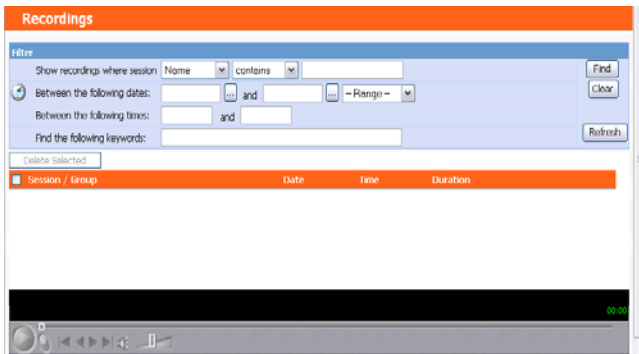 Recordings
Filter
Show recordings where session Name contains
Find
Between the following dates: ... and ... -- Range --
Clear
Between the following times: and
Find the following keywords:
Refresh
Delete Selected
Session / Group Date Time Duration
00:00